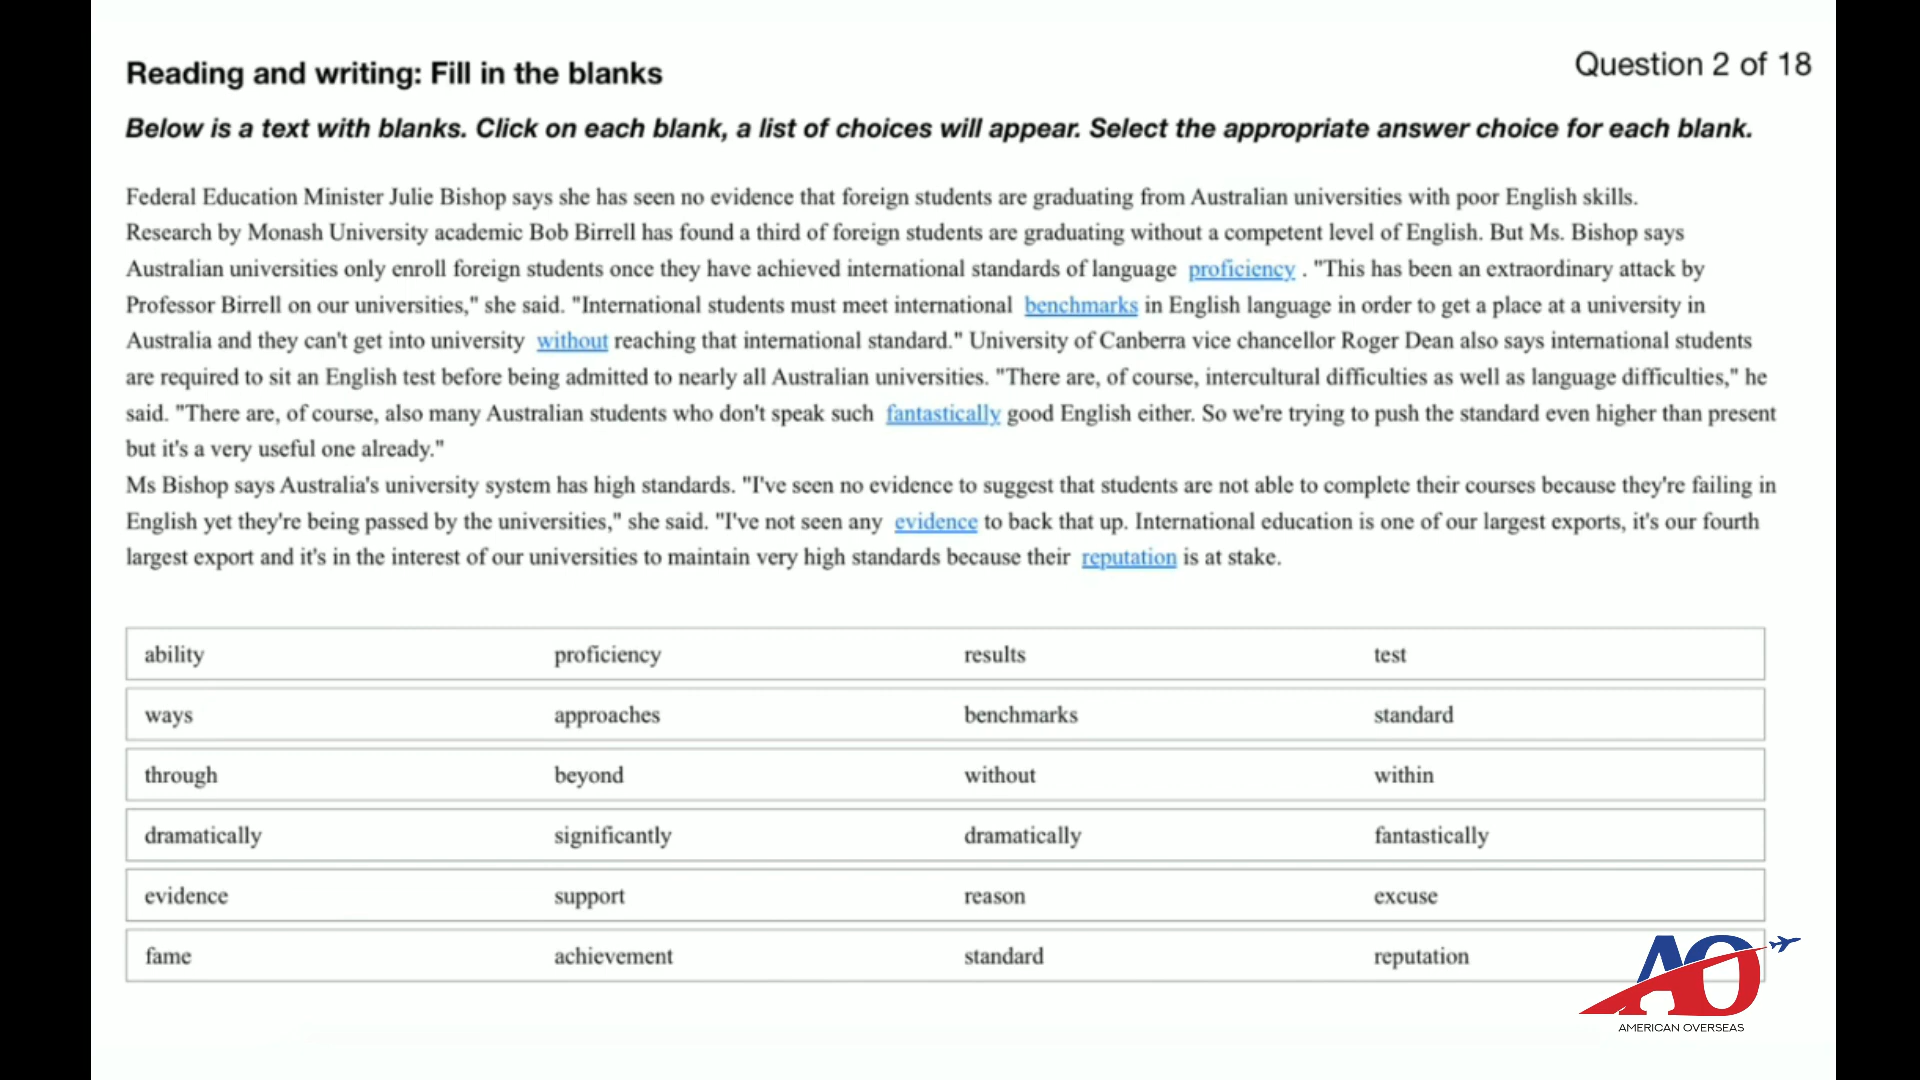 Reading and writing: Fill in the blanks
Question 2 of 18
Below is a text with blanks. Click on each blank, a list of choices will appear. Select the appropriate answer choice for each blank.
Federal Education Minister Julie Bishop says she has seen no evidence that foreign students are graduating from Australian universities with poor English skills.
Research by Monash University academic Bob Birrell has found a third of foreign students are graduating without a competent level of English. But Ms. Bishop says
Australian universities only enroll foreign students once they have achieved international standards of language proficiency . "This has been an extraordinary attack by
Professor Birrell on our universities," she said. "International students must meet international benchmarks in English language in order to get a place at a university in
Australia and they can't get into university without reaching that international standard." University of Canberra vice chancellor Roger Dean also says international students
are required to sit an English test before being admitted to nearly all Australian universities. "There are, of course, intercultural difficulties as well as language difficulties," he
said. "There are, of course, also many Australian students who don't speak such fantastically good English either. So we're trying to push the standard even higher than present
but it's a very useful one already."
Ms Bishop says Australia's university system has high standards. "I've seen no evidence to suggest that students are not able to complete their courses because they're failing in
English yet they're being passed by the universities," she said. "I've not seen any evidence to back that up. International education is one of our largest exports, it's our fourth
largest export and it's in the interest of our universities to maintain very high standards because their reputation is at stake.
ability proficiency results test
ways approaches benchmarks standard
through beyond without within
dramatically significantly dramatically fantastically
evidence support reason excuse
fame achievement standard reputation
AO
AMERICAN OVERSEAS